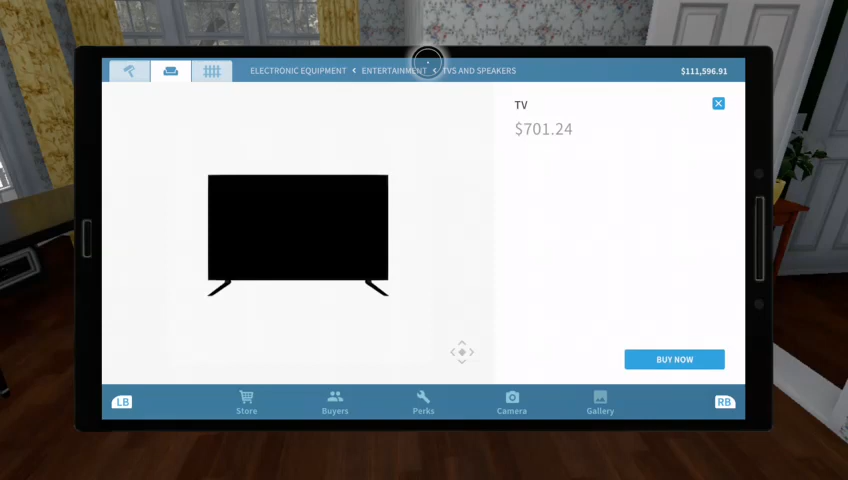 ELECTRONIC EQUIPMENT < ENTERTAINMENT < TVS AND SPEAKERS
$111,596.91
TV
$701.24
BUY NOW
LB
Store
Buyers
Perks
Camera
Gallery
RB